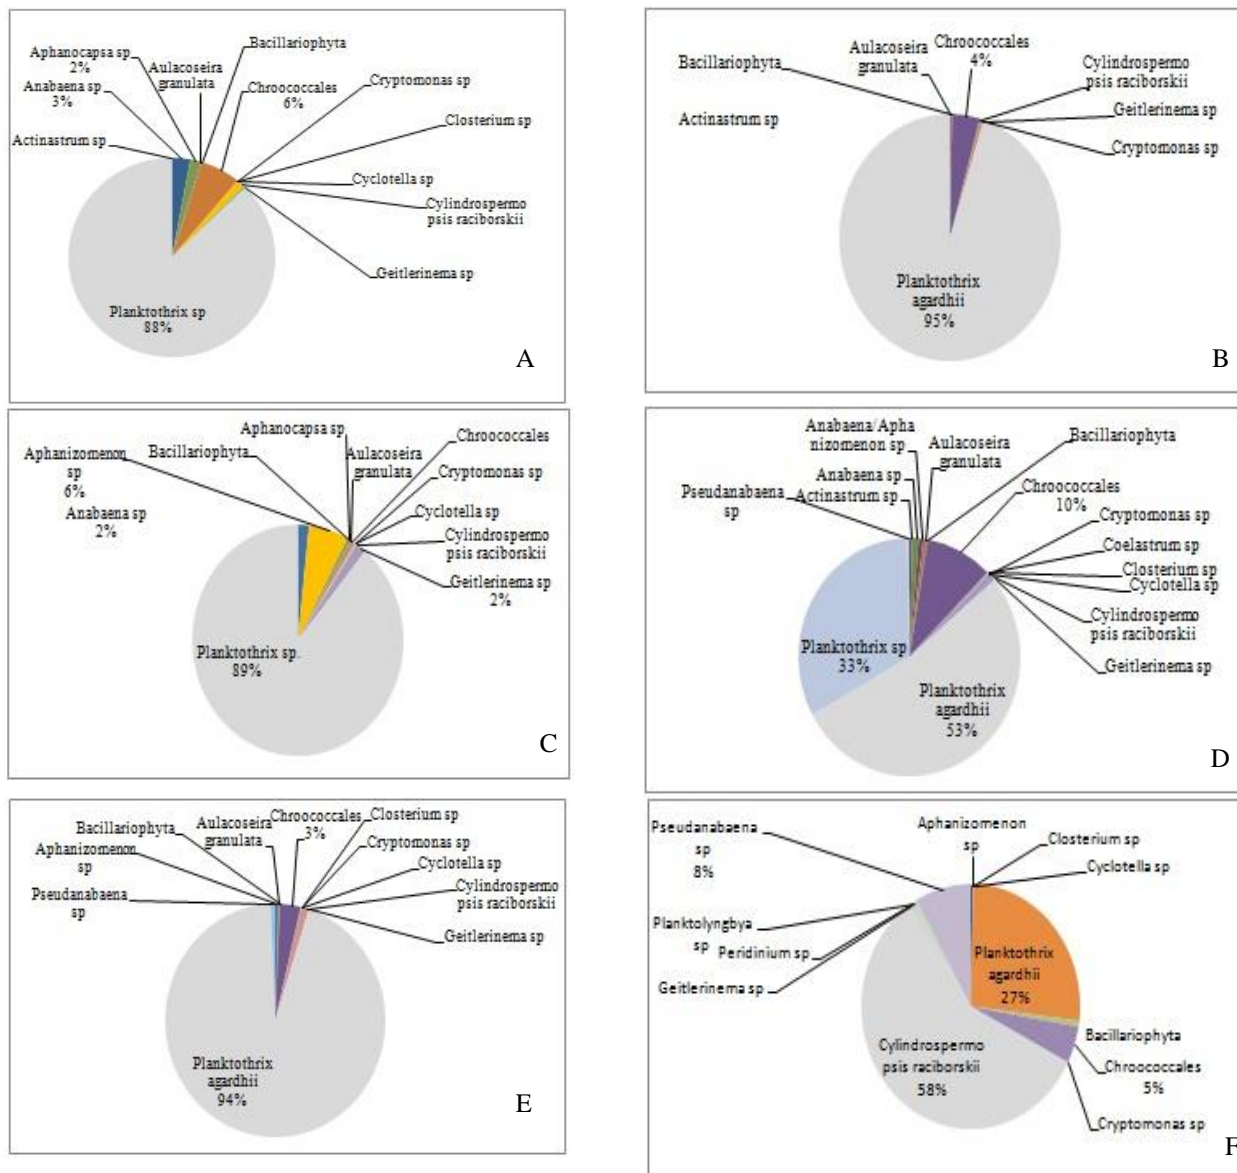 Aphanocapsa sp
2%
Anabaena sp
3%
Actinastrum sp
Aulacoseira
granulata
Bacillariophyta
Chroococcales
6%
Cryptomonas sp
Closterium sp
Cyclotella sp
Cylindrospermo
psis raciborskii
Geitlerinema sp
Planktothrix sp
88%
A
Bacillariophyta
Actinastrum sp
Aulacoseira
granulata
Chroococcales
4%
Cylindrospermo
psis raciborskii
Geitlerinema sp
Cryptomonas sp
Planktothrix
agardhii
95%
B
Aphanizomenon
sp
6%
Anabaena sp
2%
Bacillariophyta
Aphanocapsa sp
Aulacoseira
granulata
Chroococcales
Cryptomonas sp
Cyclotella sp
Cylindrospermo
psis raciborskii
Geitlerinema sp
2%
Planktothrix sp.
89%
C
Pseudanabaena
sp
Anabaena/Apha
nizomenon sp
Anabaena sp
Actinastrum sp
Aulacoseira
granulata
Bacillariophyta
Chroococcales
10%
Cryptomonas sp
Coelastrum sp
Closterium sp
Cyclotella sp
Cylindrospermo
psis raciborskii
Geitlerinema sp
Planktothrix sp
33%
Planktothrix
agardhii
53%
D
Bacillariophyta
Aphanizomenon
sp
Pseudanabaena
sp
Aulacoseira
granulata
Chroococcales
3%
Closterium sp
Cryptomonas sp
Cyclotella sp
Cylindrospermo
psis raciborskii
Geitlerinema sp
Planktothrix
agardhii
94%
E
Pseudanabaena
sp
8%
Planktolyngbya
sp
Peridinium sp
Geitlerinema sp
Aphanizomenon
sp
Closterium sp
Cyclotella sp
Planktothrix
agardhii
27%
Bacillariophyta
Chroococcales
5%
Cryptomonas sp
Cylindrospermo
psis raciborskii
58%
F